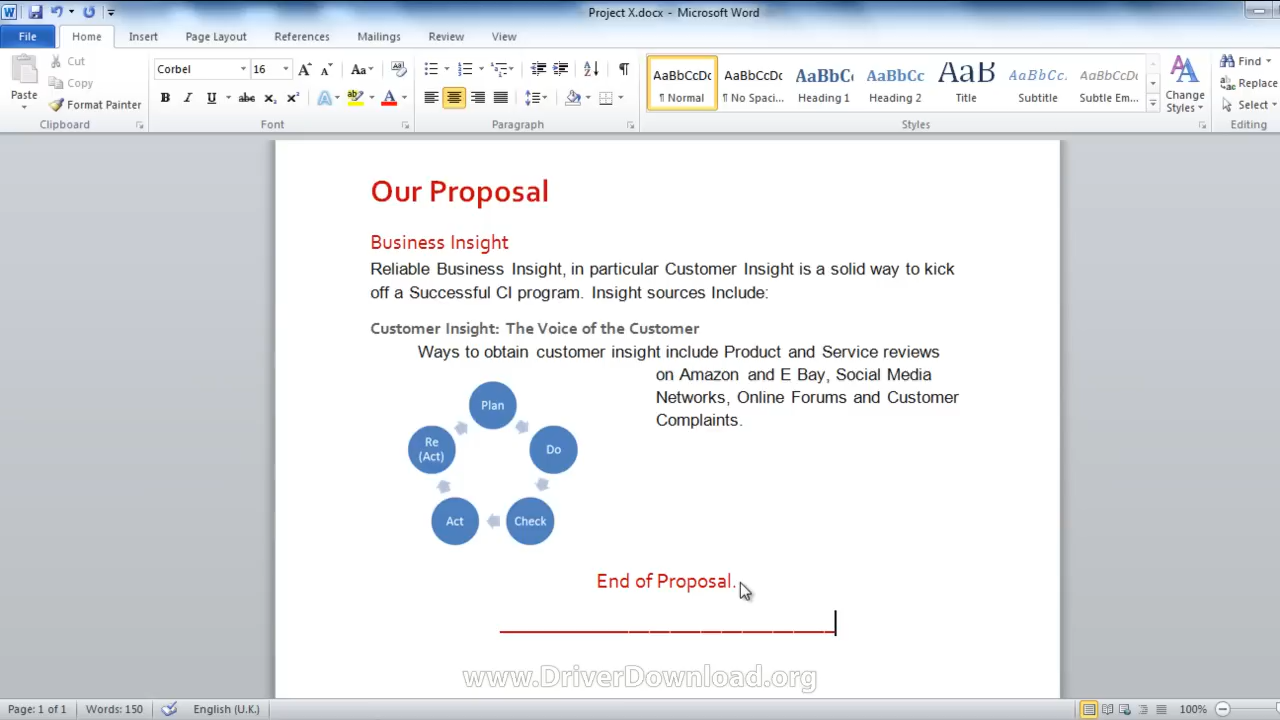 Project X.docx - Microsoft Word
File Home Insert Page Layout References Mailings Review View
Paste
Cut
Copy
Format Painter
Clipboard
Corbel 16
Font
Paragraph
AaBbCcDc AaBbCcDc AaBbC AaBbCc AaB AaBbCc. AaBbCcDc
¶ Normal ¶ No Spaci... Heading 1 Heading 2 Title Subtitle Subtle Em...
Styles
Change
Styles
Find
Replace
Select
Editing
Our Proposal
Business Insight
Reliable Business Insight, in particular Customer Insight is a solid way to kick
off a Successful CI program. Insight sources Include:
Customer Insight: The Voice of the Customer
Ways to obtain customer insight include Product and Service reviews
on Amazon and E Bay, Social Media
Networks, Online Forums and Customer
Complaints.
Plan
Do
Check
Act
Re
(Act)
End of Proposal.
www.DriverDownload.org
Page: 1 of 1 Words: 150 English (U.K.) 100%